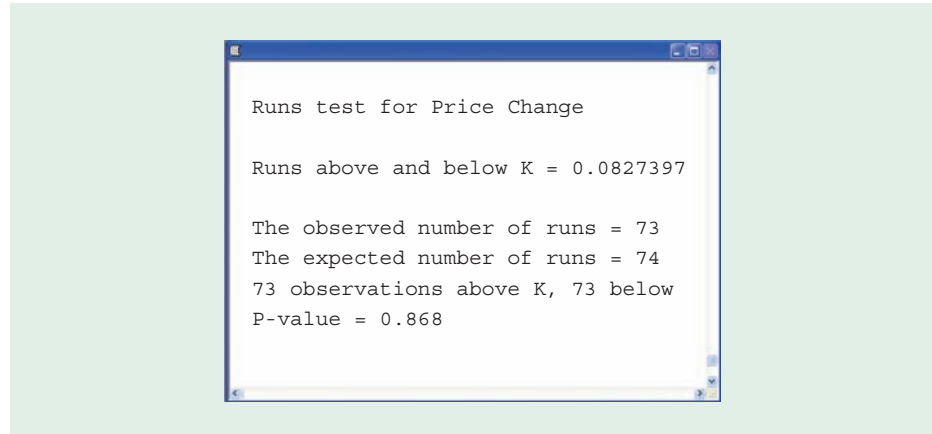 Runs test for Price Change
Runs above and below K = 0.0827397
The observed number of runs = 73
The expected number of runs = 74
73 observations above K, 73 below
P-value = 0.868